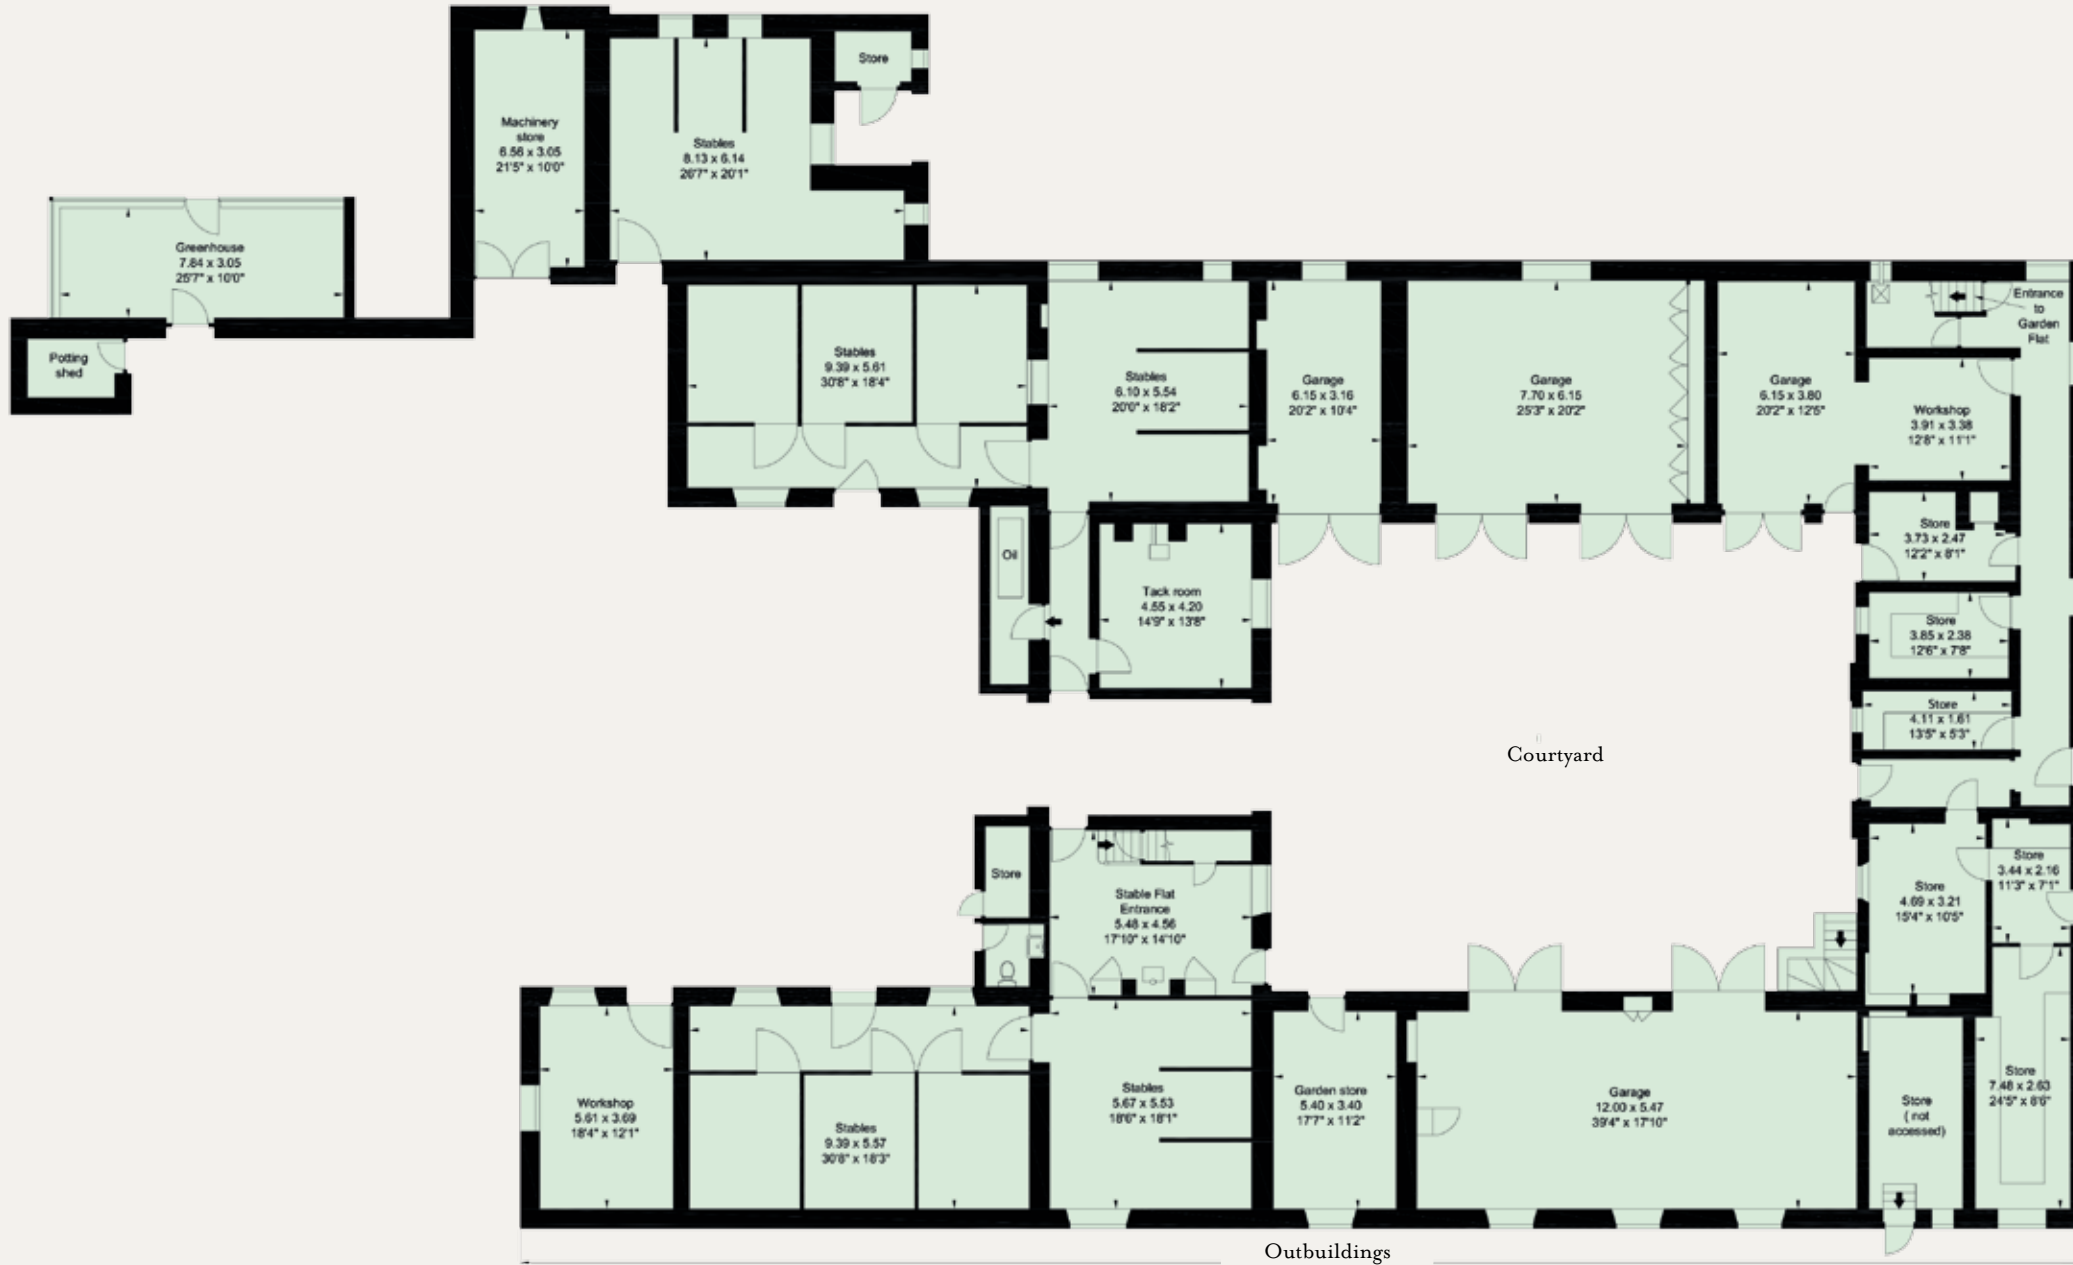 Store
Machinery
store
6.56 x 3.05
21'5" x 10'0"
Stables
8.13 x 6.14
26'7" x 20'1"
Greenhouse
7.84 x 3.05
25'7" x 10'0"
Potting
shed
Stables
9.39 x 5.61
30'8" x 18'4"
Stables
6.10 x 5.54
20'0" x 18'2"
Garage
6.15 x 3.16
20'2" x 10'4"
Garage
7.70 x 6.15
25'3" x 20'2"
Garage
6.15 x 3.80
20'2" x 12'5"
Entrance
to
Garden
Flat
Workshop
3.91 x 3.38
12'8" x 11'1"
Oil
Tack room
4.55 x 4.20
14'9" x 13'8"
Store
3.73 x 2.47
12'2" x 8'1"
Store
3.85 x 2.38
12'6" x 7'8"
Store
4.11 x 1.61
13'5" x 5'3"
Courtyard
Store
Stable Flat
Entrance
5.48 x 4.56
17'10" x 14'10"
Store
4.69 x 3.21
15'4" x 10'5"
Store
3.44 x 2.16
11'3" x 7'1"
Workshop
5.61 x 3.69
18'4" x 12'1"
Stables
9.39 x 5.57
30'8" x 18'3"
Stables
5.67 x 5.53
18'6" x 18'1"
Garden store
5.40 x 3.40
17'7" x 11'2"
Garage
12.00 x 5.47
39'4" x 17'10"
Store
( not
accessed)
Store
7.48 x 2.63
24'5" x 8'6"
Outbuildings